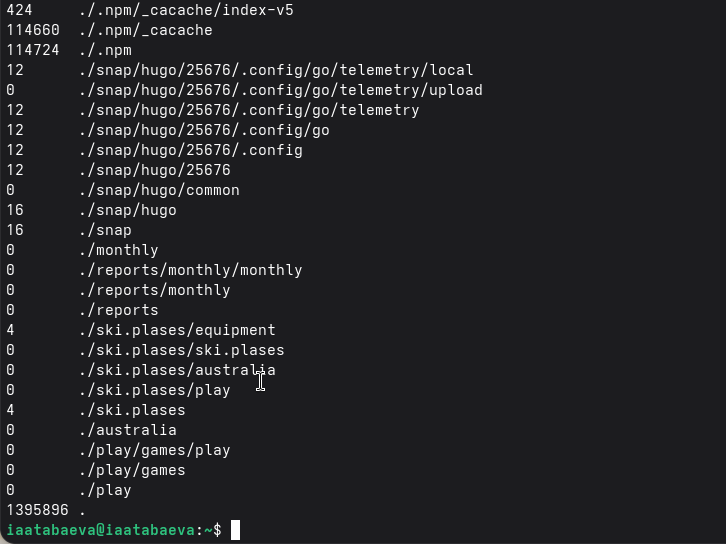 424     ./.npm/_cacache/index-v5
114660  ./.npm/_cacache
114724  ./.npm
12      ./snap/hugo/25676/.config/go/telemetry/local
0       ./snap/hugo/25676/.config/go/telemetry/upload
12      ./snap/hugo/25676/.config/go/telemetry
12      ./snap/hugo/25676/.config/go
12      ./snap/hugo/25676/.config
12      ./snap/hugo/25676
0       ./snap/hugo/common
16      ./snap/hugo
16      ./snap
0       ./monthly
0       ./reports/monthly/monthly
0       ./reports/monthly
0       ./reports
4       ./ski.plases/equipment
0       ./ski.plases/ski.plases
0       ./ski.plases/australia
0       ./ski.plases/play
4       ./ski.plases
0       ./australia
0       ./play/games/play
0       ./play/games
0       ./play
1395896 .
iaatabaeva@iaatabaeva:~$